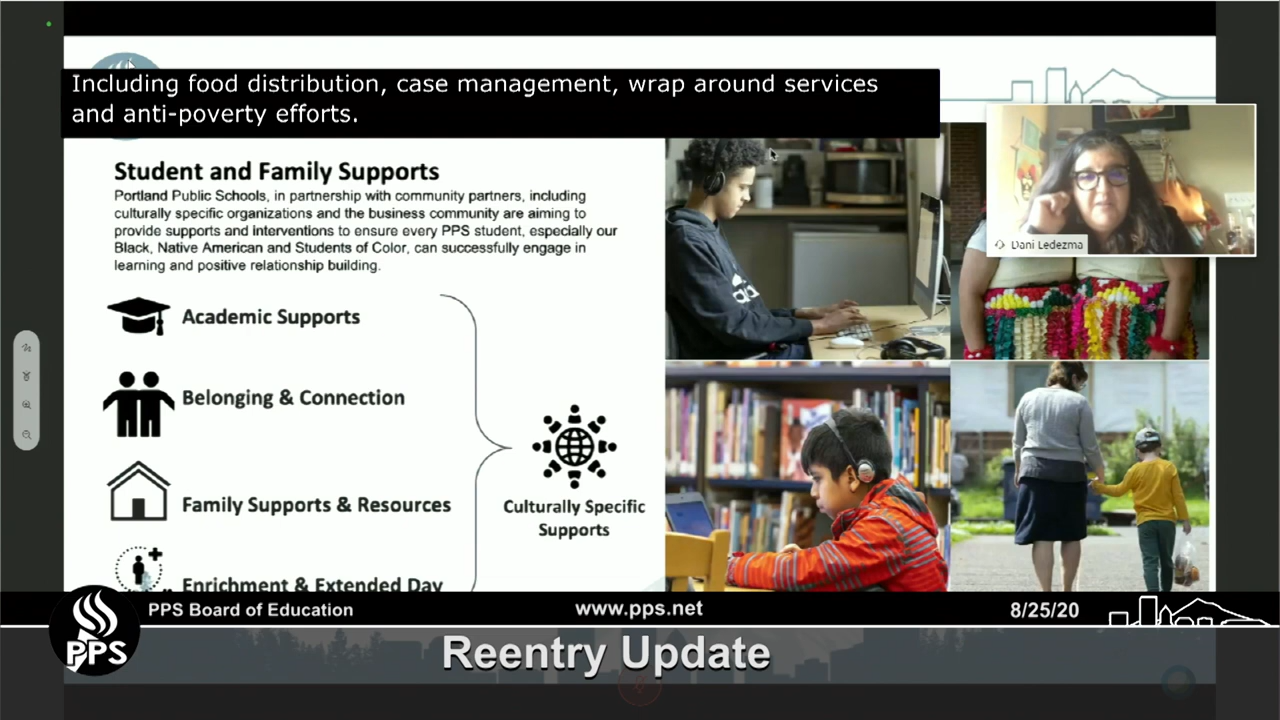 Including food distribution, case management, wrap around services
and anti-poverty efforts.
Dani Ledezma
Student and Family Supports
Portland Public Schools, in partnership with community partners, including
culturally specific organizations and the business community are aiming to
provide supports and interventions to ensure every PPS student, especially our
Black, Native American and Students of Color, can successfully engage in
learning and positive relationship building.
Academic Supports
Belonging & Connection
Family Supports & Resources
Enrichment & Extended Day
Culturally Specific
Supports
PPS Board of Education
www.pps.net
8/25/20
PPS
Reentry Update